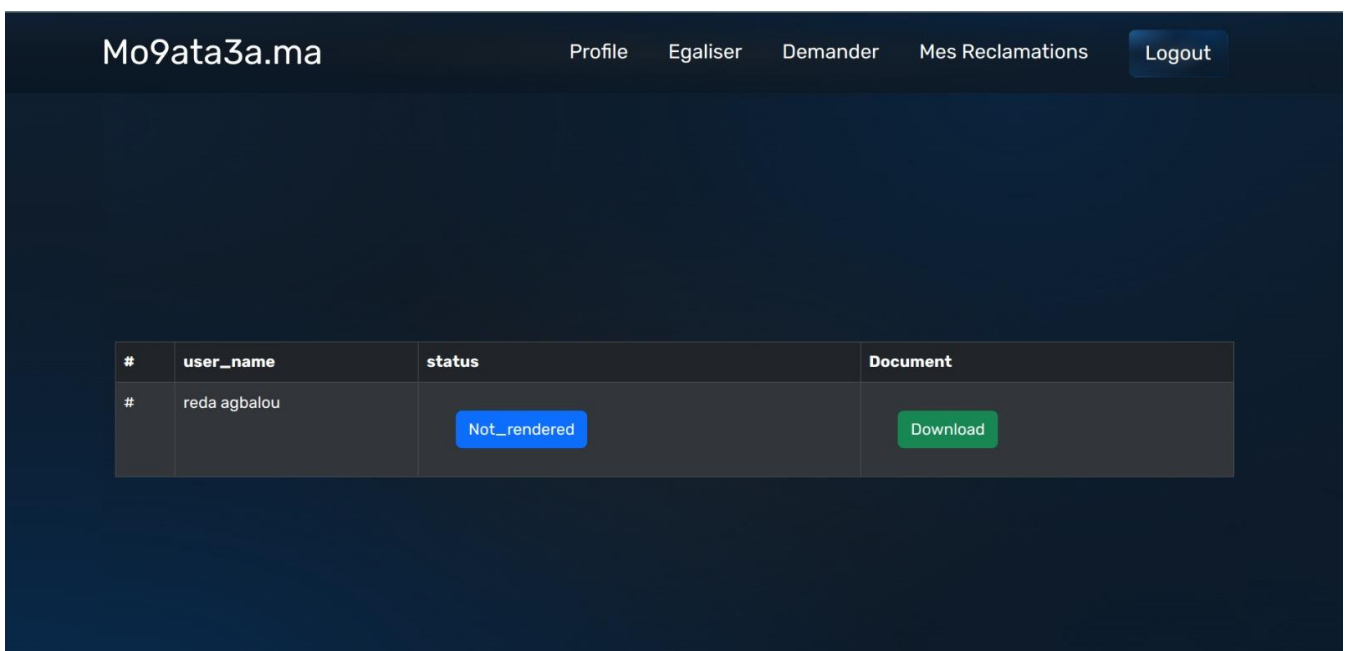 Mo9ata3a.ma Profile Egaliser Demander Mes Reclamations Logout
# user_name status Document
# reda agbalou Not_rendered Download